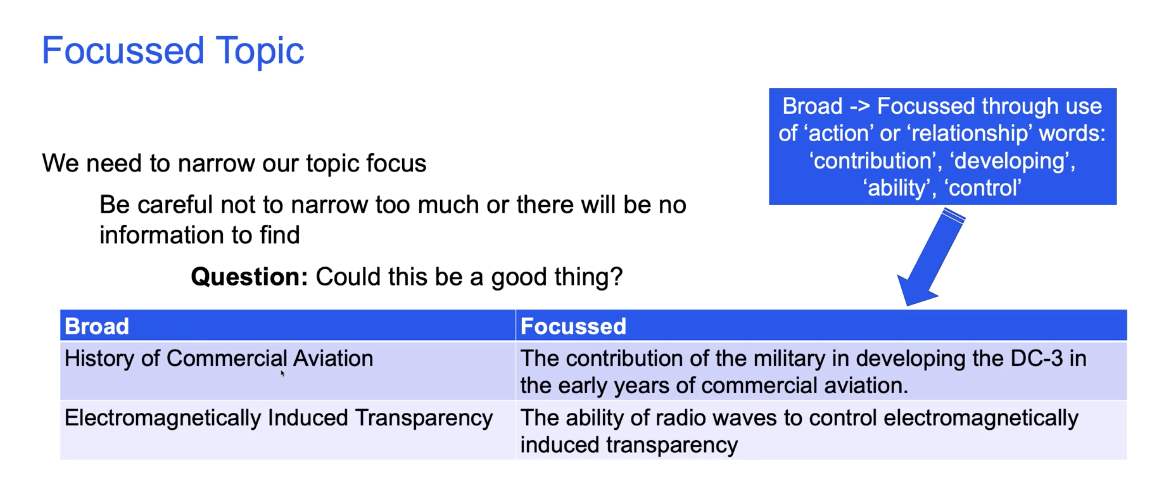 Focussed Topic
Broad -> Focussed through use
of ‘action’ or ‘relationship’ words:
‘contribution’, ‘developing’,
‘ability’, ‘control’
We need to narrow our topic focus
Be careful not to narrow too much or there will be no
information to find
Question: Could this be a good thing?
Broad
Focussed
History of Commercial Aviation
The contribution of the military in developing the DC-3 in
the early years of commercial aviation.
Electromagnetically Induced Transparency
The ability of radio waves to control electromagnetically
induced transparency